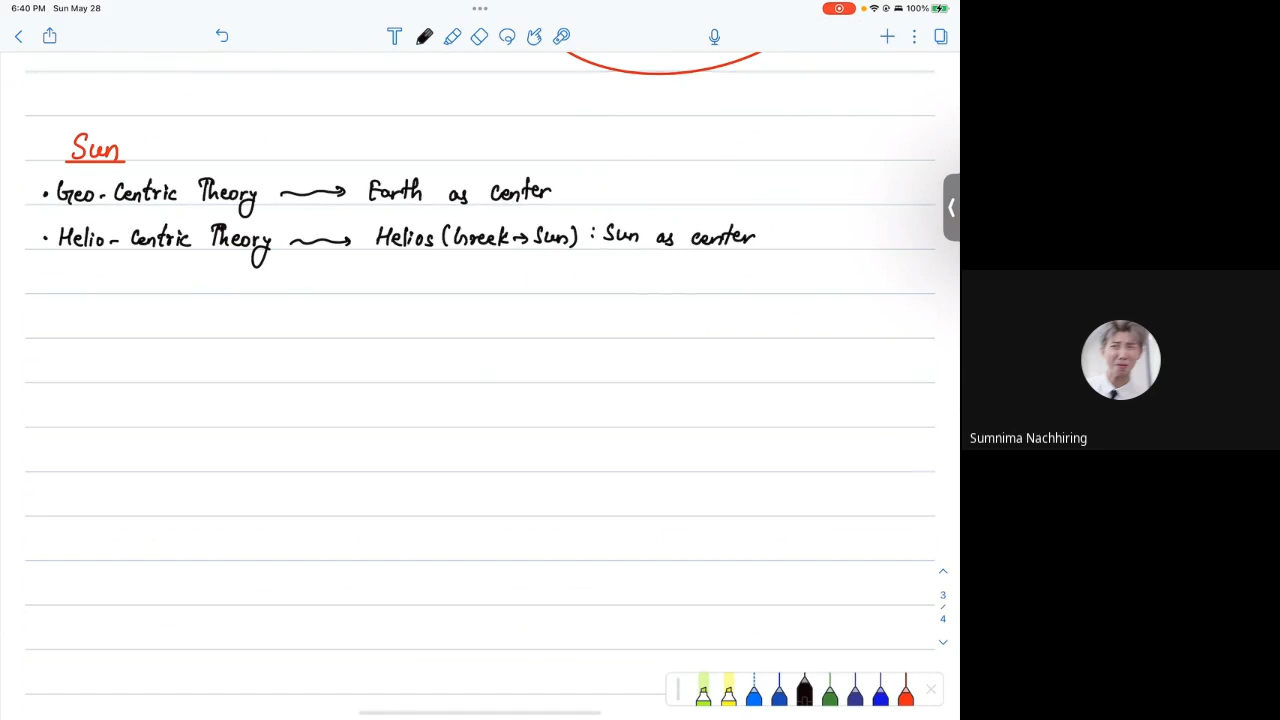 6:40 PM Sun May 28
100%
Sun
• Geo-Centric Theory → Earth as center
• Helio-Centric Theory → Helios (Greek → Sun) : Sun as center
Sumnima Nachhiring
3
/
4